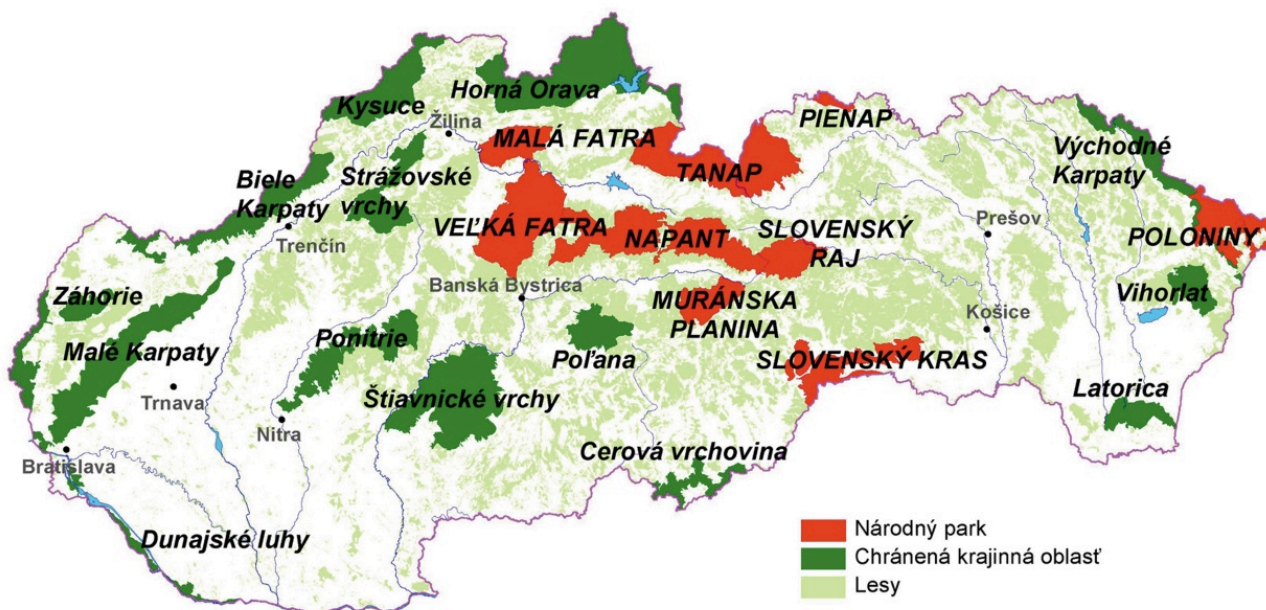 Horná Orava
Kysuce
Žilina
MALÁ FATRA
PIENAP
Východné
Karpaty
TANAP
Strážovské
vrchy
Biele
Karpaty
Trenčín
VEĽKÁ FATRA
NAPANT
SLOVENSKÝ
RAJ
Prešov
POLONINY
Banská Bystrica
MURÁNSKA
PLANINA
Záhorie
Vihorlat
Malé Karpaty
Ponitrie
Poľana
Košice
SLOVENSKÝ KRAS
Trnava
Štiavnické vrchy
Latorica
Nitra
Bratislava
Cerová vrchovina
Dunajské luhy
Národný park
Chránená krajinná oblasť
Lesy